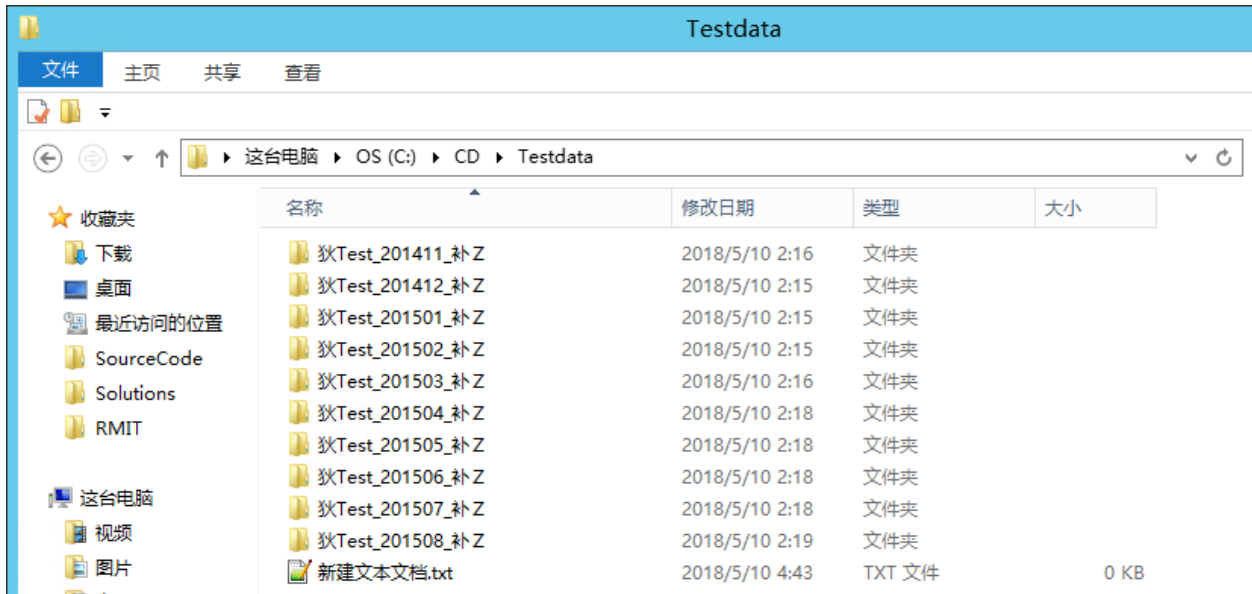 Testdata
文件 主页 共享 查看
这台电脑 OS (C:) CD Testdata
名称 修改日期 类型 大小
收藏夹
下载
桌面
最近访问的位置
SourceCode
Solutions
RMIT
这台电脑
视频
图片
狄Test_201411_补Z 2018/5/10 2:16 文件夹
狄Test_201412_补Z 2018/5/10 2:15 文件夹
狄Test_201501_补Z 2018/5/10 2:15 文件夹
狄Test_201502_补Z 2018/5/10 2:15 文件夹
狄Test_201503_补Z 2018/5/10 2:16 文件夹
狄Test_201504_补Z 2018/5/10 2:18 文件夹
狄Test_201505_补Z 2018/5/10 2:18 文件夹
狄Test_201506_补Z 2018/5/10 2:18 文件夹
狄Test_201507_补Z 2018/5/10 2:18 文件夹
狄Test_201508_补Z 2018/5/10 2:19 文件夹
新建文本文档.txt 2018/5/10 4:43 TXT 文件 0 KB